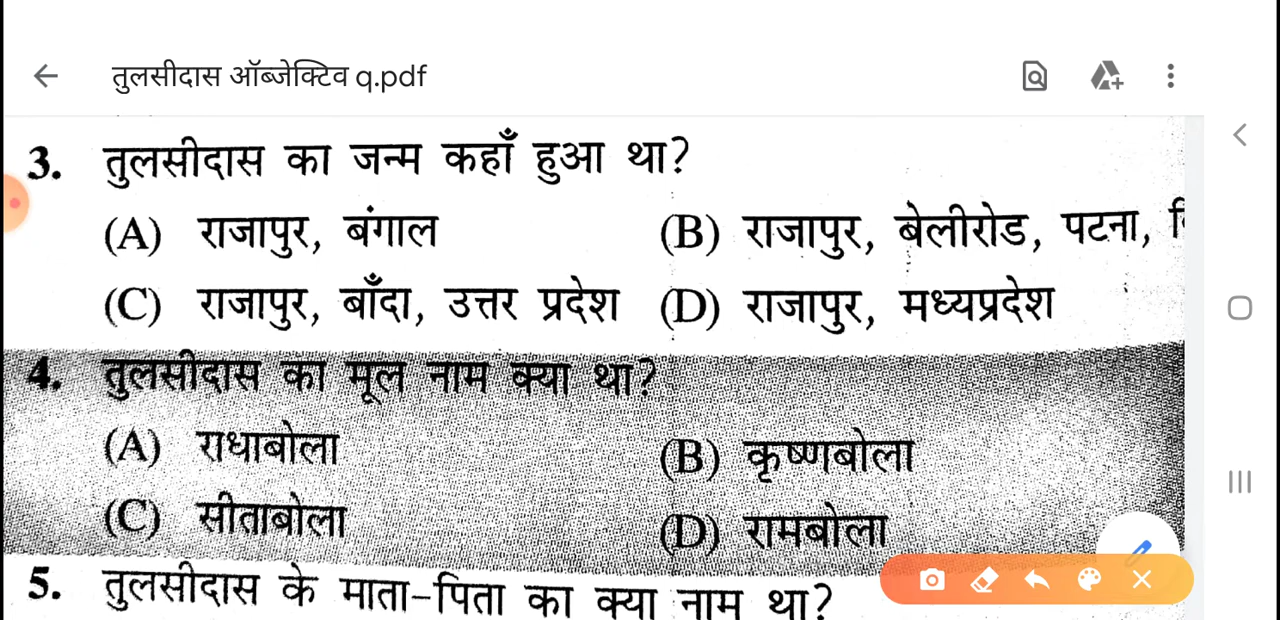 तुलसीदास ऑब्जेक्टिव q.pdf
3. तुलसीदास का जन्म कहाँ हुआ था?
(A) राजापुर, बंगाल (B) राजापुर, बेलीरोड, पटना,
(C) राजापुर, बाँदा, उत्तर प्रदेश (D) राजापुर, मध्यप्रदेश
4. तुलसीदास का मूल नाम क्या था?
(A) राधाबोला (B) कृष्णबोला
(C) सीताबोला (D) रामबोला
5. तुलसीदास के माता-पिता का क्या नाम था?